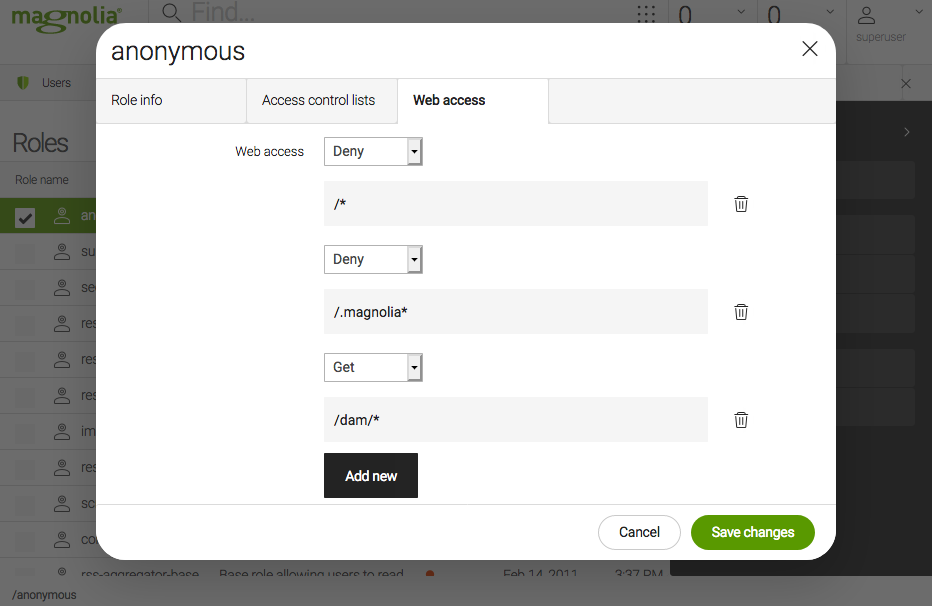 magnolia®
Find...
0
0
superuser
Users
Roles
Role name
anonymous
Role info
Access control lists
Web access
Web access
Deny
/*
Deny
/.magnolia*
Get
/dam/*
Add new
Cancel
Save changes
an
su
se
res
res
res
im
res
sc
co
rss-aggregator-base Base role allowing users to read Feb 14, 2011 3:37 PM
/anonymous